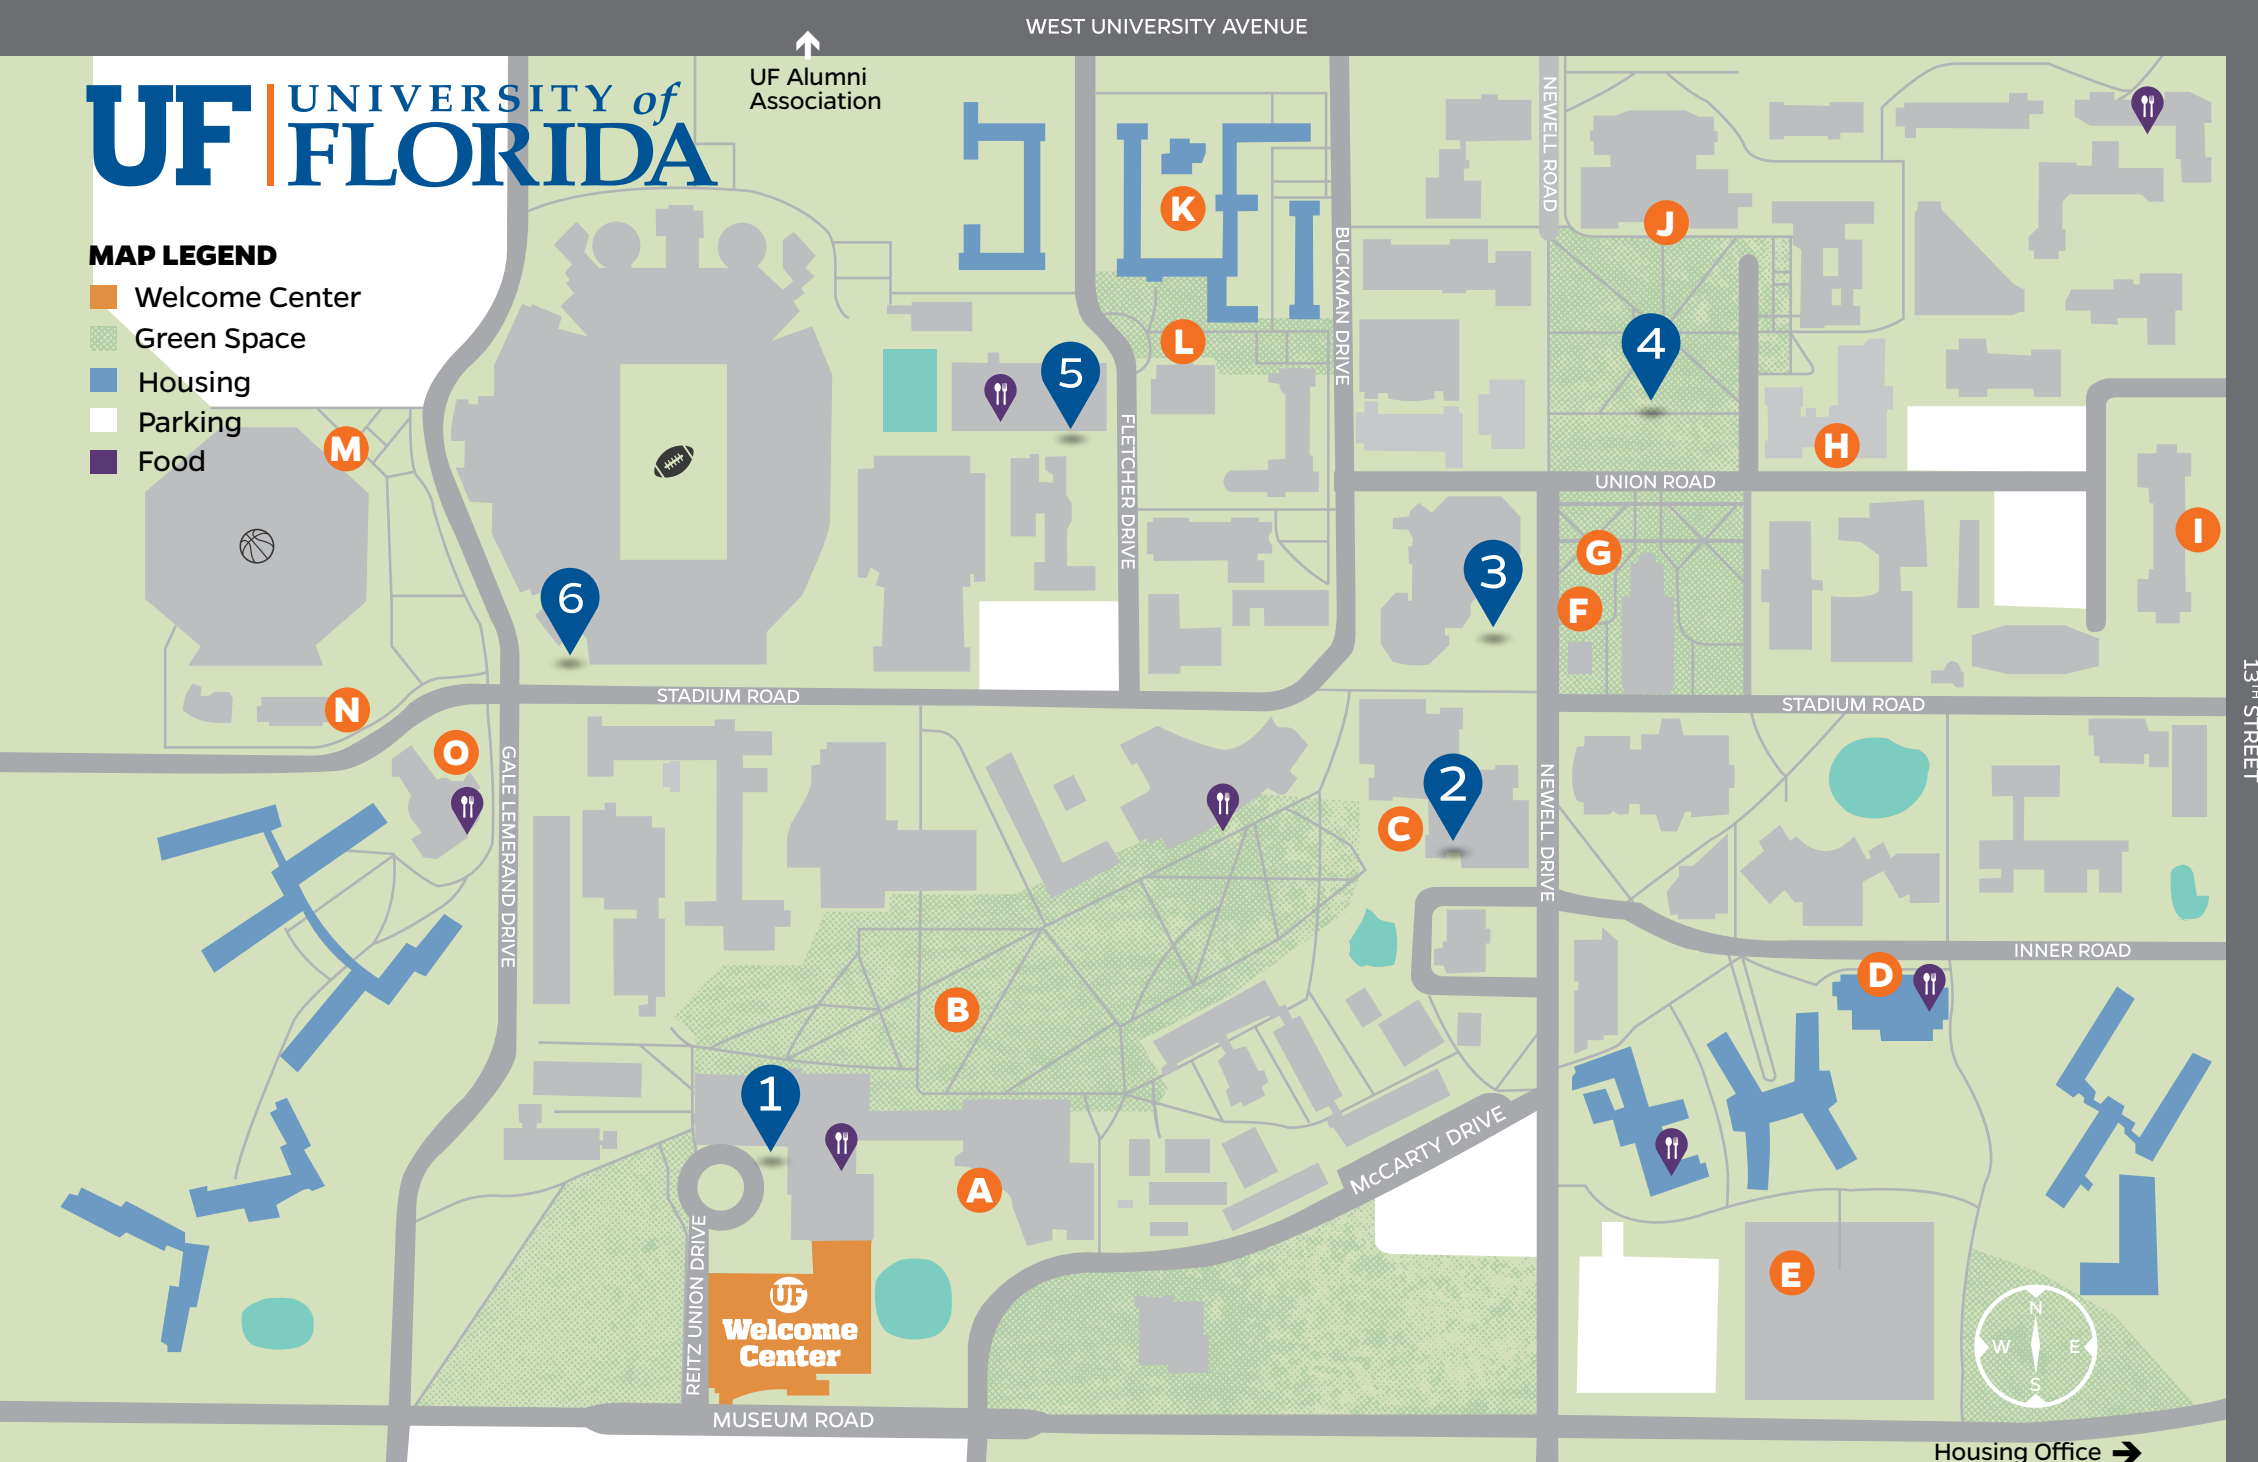 WEST UNIVERSITY AVENUE
UF Alumni
Association
UF
UNIVERSITY of
FLORIDA
MAP LEGEND
Welcome Center
Green Space
Housing
Parking
Food
NEWELL ROAD
K
J
BUCKMAN DRIVE
L
4
5
M
FLETCHER DRIVE
H
UNION ROAD
I
G
3
6
F
STADIUM ROAD
STADIUM ROAD
13TH STREET
N
O
GALE LEMERAND DRIVE
NEWELL DRIVE
2
C
INNER ROAD
D
B
1
McCARTY DRIVE
A
REITZ UNION DRIVE
UF
Welcome
Center
E
N
W
E
S
MUSEUM ROAD
Housing Office